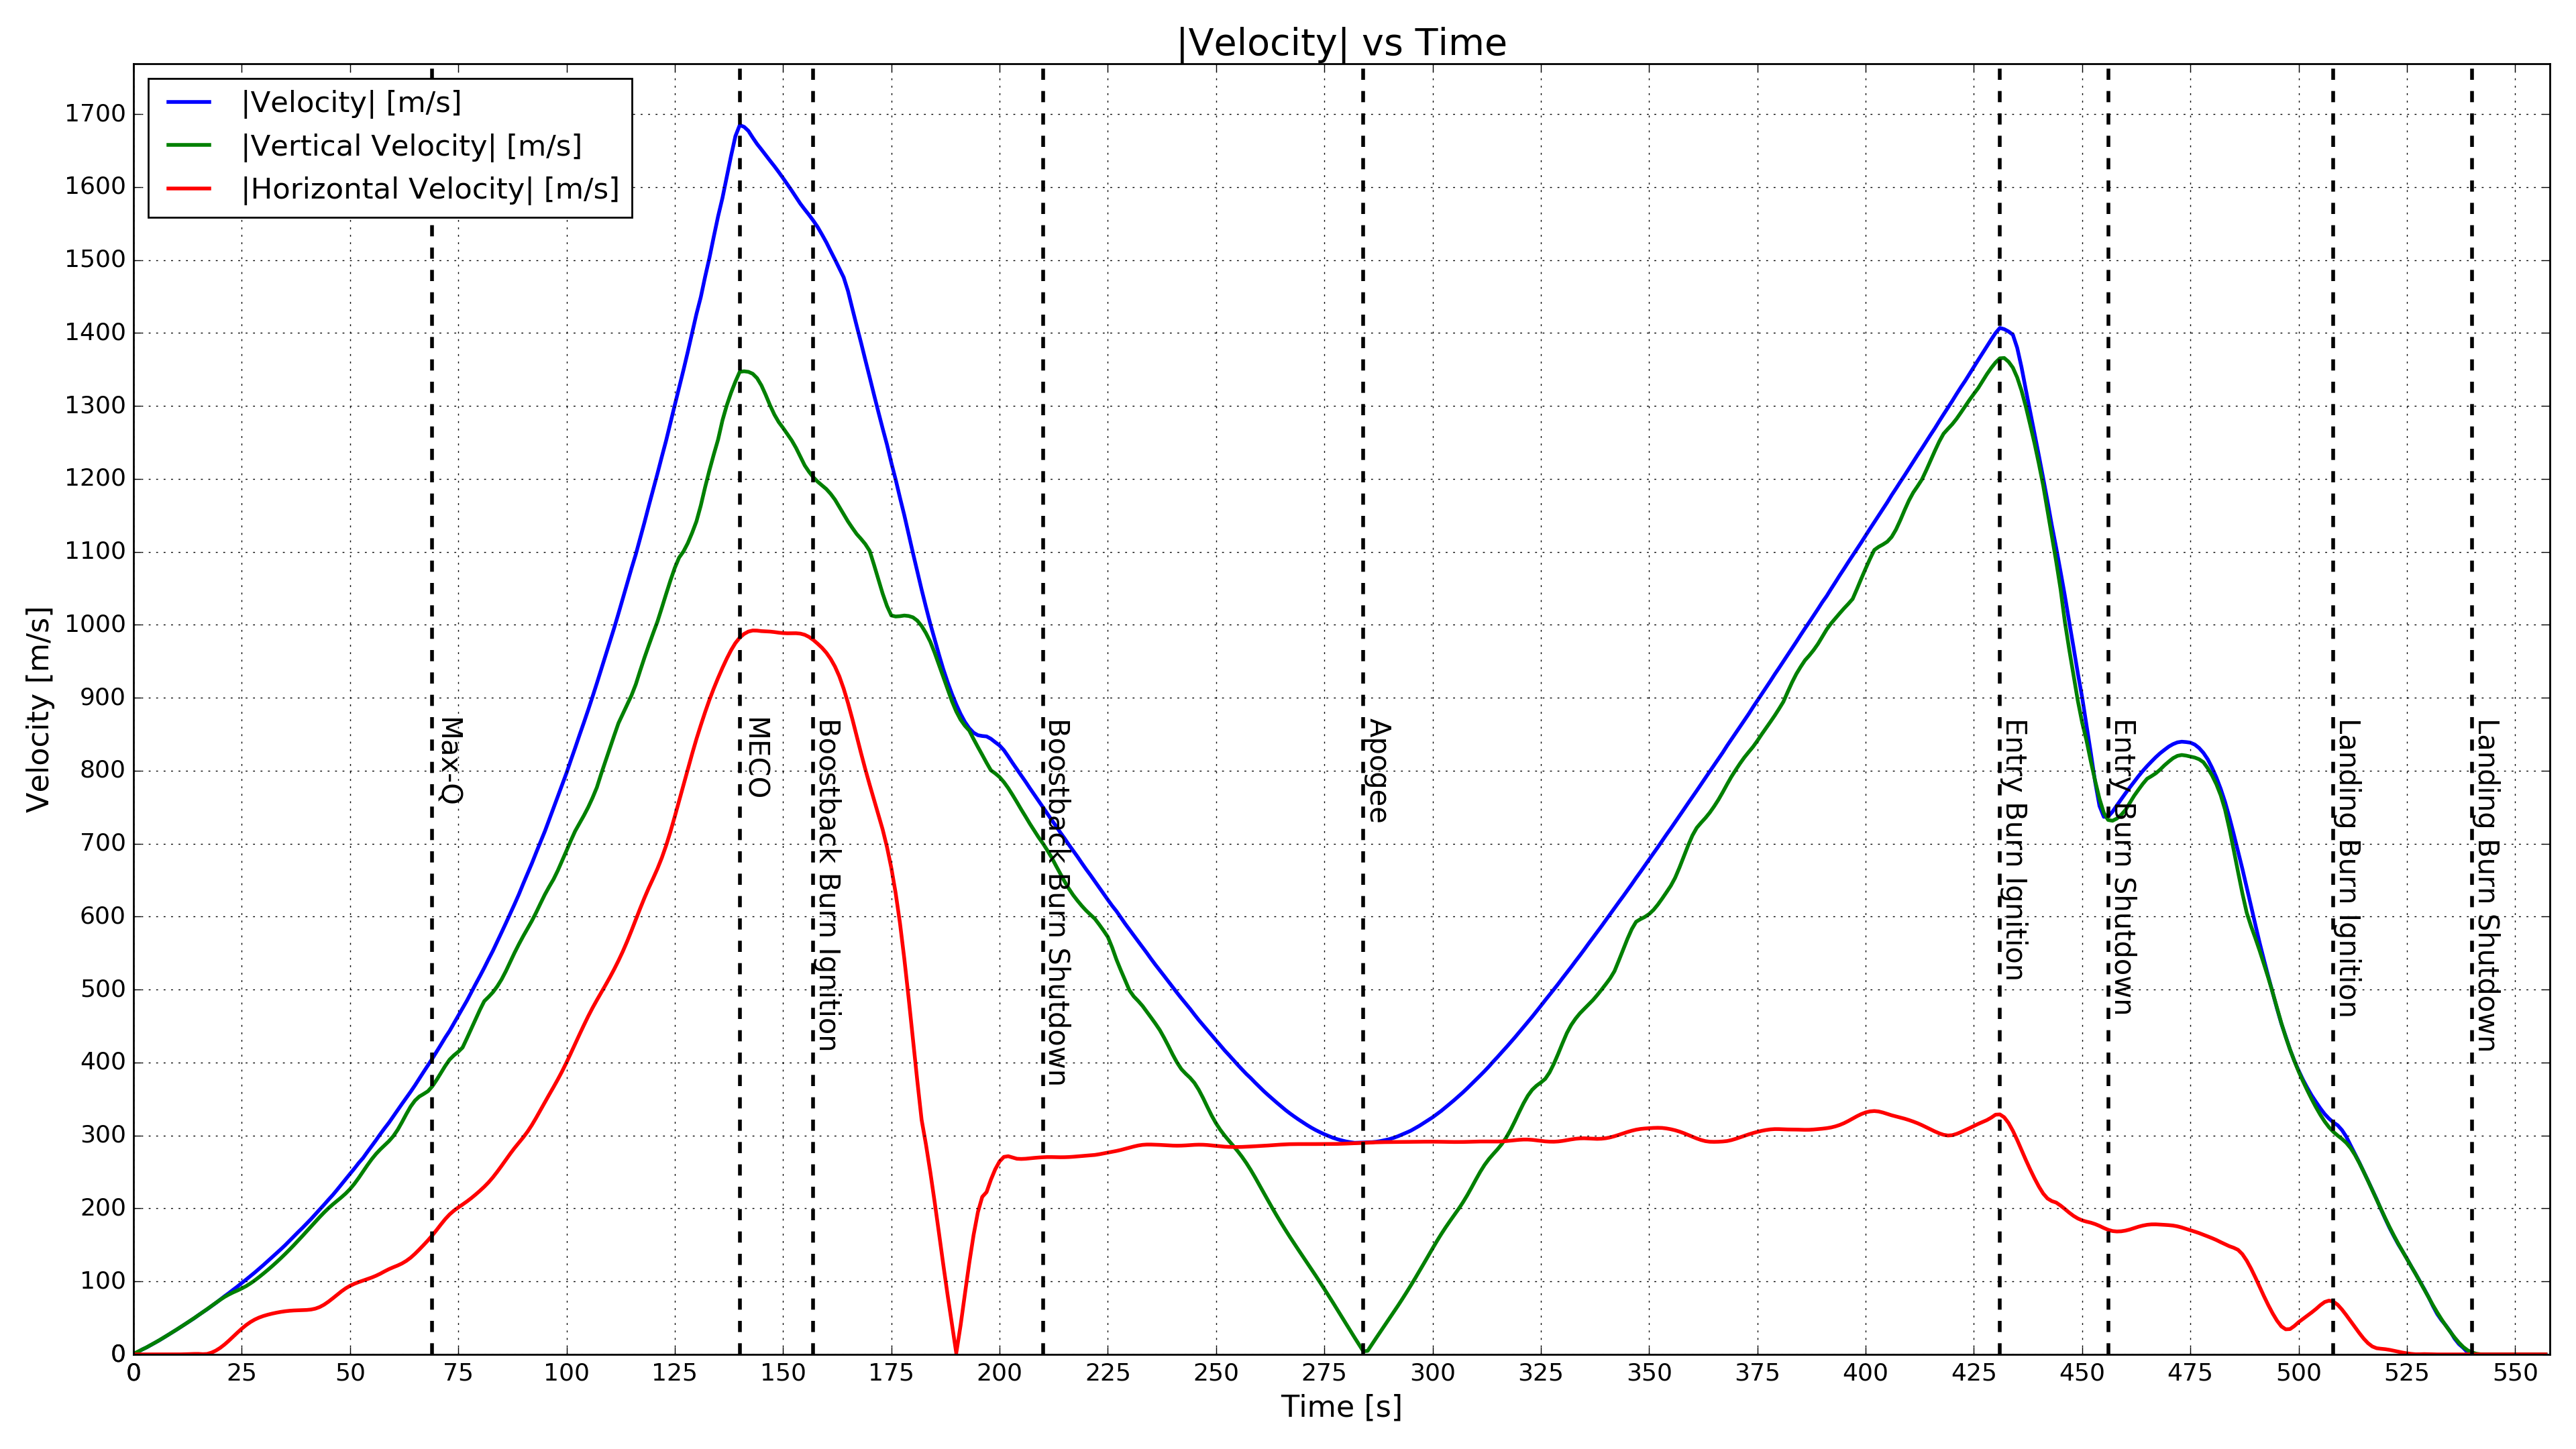 |Velocity| vs Time
|Velocity| [m/s]
|Vertical Velocity| [m/s]
|Horizontal Velocity| [m/s]
Velocity [m/s]
1700
1600
1500
1400
1300
1200
1100
1000
900
800
700
600
500
400
300
200
100
0
Max-Q
MECO
Boostback Burn Ignition
Boostback Burn Shutdown
Apogee
Entry Burn Ignition
Entry Burn Shutdown
Landing Burn Ignition
Landing Burn Shutdown
0 25 50 75 100 125 150 175 200 225 250 275 300 325 350 375 400 425 450 475 500 525 550
Time [s]